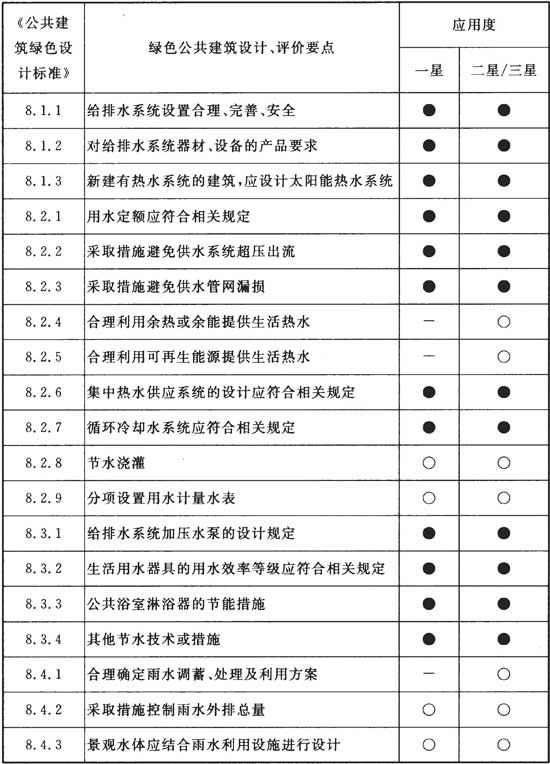 《公共建筑绿色设计标准》 绿色公共建筑设计、评价要点 应用度
一星 二星/三星
8.1.1 给排水系统设置合理、完善、安全 ● ●
8.1.2 对给排水系统器材、设备的产品要求 ● ●
8.1.3 新建有热水系统的建筑,应设计太阳能热水系统 ● ●
8.2.1 用水定额应符合相关规定 ● ●
8.2.2 采取措施避免供水系统超压出流 ● ●
8.2.3 采取措施避免供水管网漏损 ● ●
8.2.4 合理利用余热或余能提供生活热水 — ○
8.2.5 合理利用可再生能源提供生活热水 — ○
8.2.6 集中热水供应系统的设计应符合相关规定 ● ●
8.2.7 循环冷却水系统应符合相关规定 ● ●
8.2.8 节水浇灌 ○ ○
8.2.9 分项设置用水计量水表 ○ ○
8.3.1 给排水系统加压水泵的设计规定 ● ●
8.3.2 生活用水器具的用水效率等级应符合相关规定 ● ●
8.3.3 公共浴室淋浴器的节能措施 ● ●
8.3.4 其他节水技术或措施 ● ●
8.4.1 合理确定雨水调蓄、处理及利用方案 — ○
8.4.2 采取措施控制雨水外排总量 ○ ○
8.4.3 景观水体应结合雨水利用设施进行设计 ○ ○